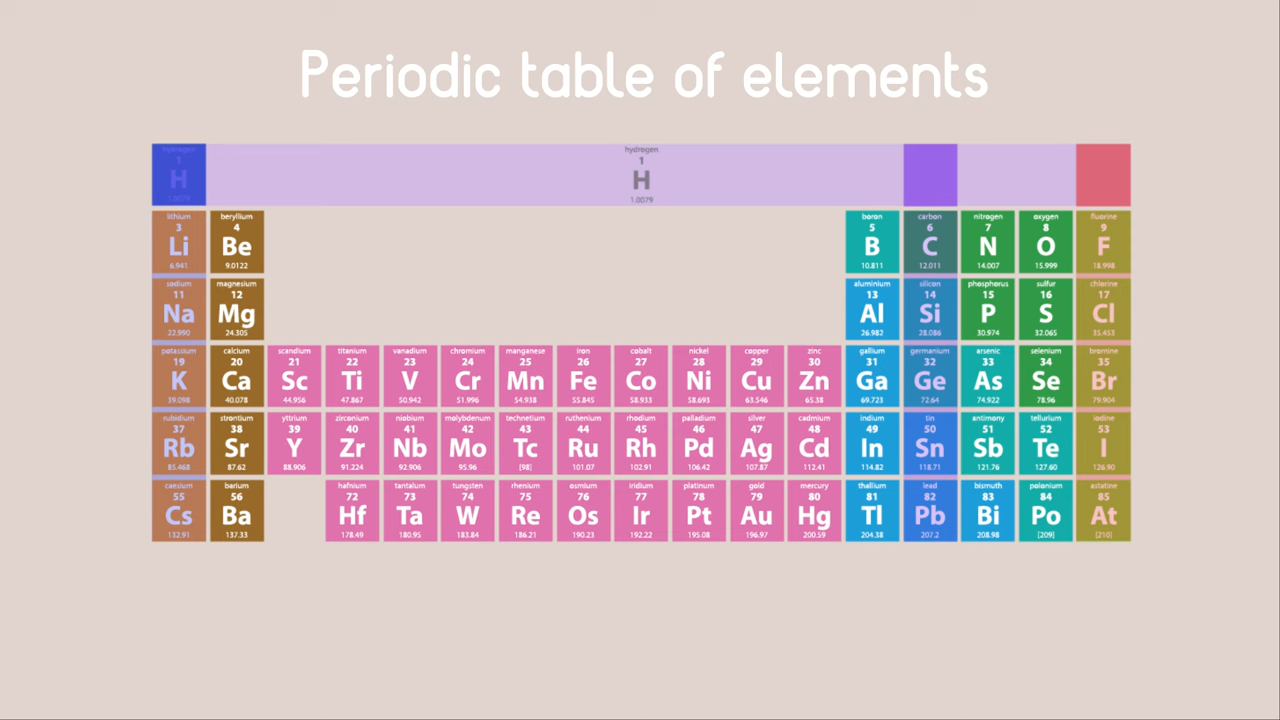 Periodic table of elements
hydrogen hydrogen
1 1
H H
1.0079 1.0079
lithium beryllium boron carbon nitrogen oxygen fluorine
3 4 5 6 7 8 9
Li Be B C N O F
6.941 9.0122 10.811 12.011 14.007 15.999 18.998
sodium magnesium aluminium silicon phosphorus sulfur chlorine
11 12 13 14 15 16 17
Na Mg Al Si P S Cl
22.990 24.305 26.982 28.086 30.974 32.065 35.453
potassium calcium scandium titanium vanadium chromium manganese iron cobalt nickel copper zinc gallium germanium arsenic selenium bromine
19 20 21 22 23 24 25 26 27 28 29 30 31 32 33 34 35
K Ca Sc Ti V Cr Mn Fe Co Ni Cu Zn Ga Ge As Se Br
39.098 40.078 44.956 47.867 50.942 51.996 54.938 55.845 58.933 58.693 63.546 65.38 69.723 72.64 74.922 78.96 79.904
rubidium strontium yttrium zirconium niobium molybdenum technetium ruthenium rhodium palladium silver cadmium indium tin antimony tellurium iodine
37 38 39 40 41 42 43 44 45 46 47 48 49 50 51 52 53
Rb Sr Y Zr Nb Mo Tc Ru Rh Pd Ag Cd In Sn Sb Te I
85.468 87.62 88.906 91.224 92.906 95.96 [98] 101.07 102.91 106.42 107.87 112.41 114.82 118.71 121.76 127.60 126.90
caesium barium hafnium tantalum tungsten rhenium osmium iridium platinum gold mercury thallium lead bismuth polonium astatine
55 56 72 73 74 75 76 77 78 79 80 81 82 83 84 85
Cs Ba Hf Ta W Re Os Ir Pt Au Hg Tl Pb Bi Po At
132.91 137.33 178.49 180.95 183.84 186.21 190.23 192.22 195.08 196.97 200.59 204.38 207.2 208.98 [209] [210]